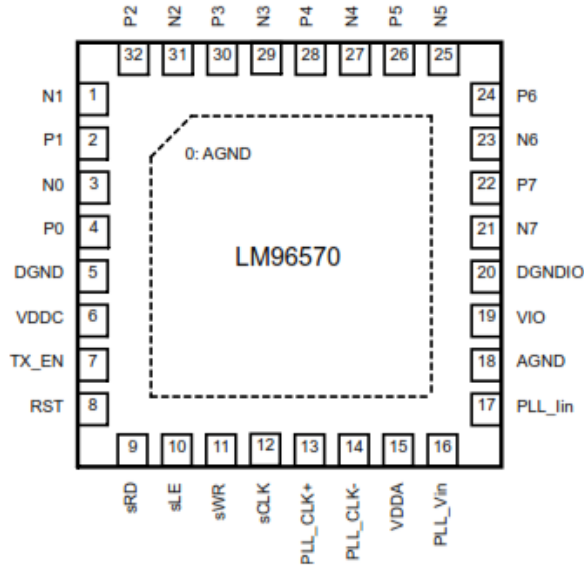 P2 N2 P3 N3 P4 N4 P5 N5
32 31 30 29 28 27 26 25
N1 1 24 P6
P1 2 23 N6
0: AGND
N0 3 22 P7
P0 4 21 N7
LM96570
DGND 5 20 DGNDIO
VDDC 6 19 VIO
TX_EN 7 18 AGND
RST 8 17 PLL_Iin
9 10 11 12 13 14 15 16
sRD sLE sWR sCLK PLL_CLK+ PLL_CLK- VDDA PLL_Vin